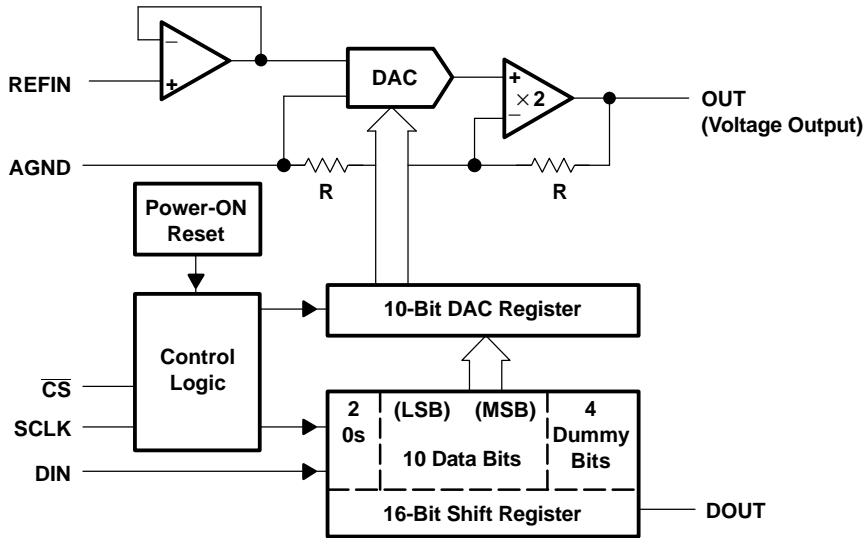 REFIN
−
+
DAC
+
× 2
−
OUT
(Voltage Output)
AGND
R
R
Power-ON
Reset
10-Bit DAC Register
Control
Logic
C̅S̅
SCLK
DIN
2
0s
(LSB) (MSB)
10 Data Bits
4
Dummy
Bits
16-Bit Shift Register
DOUT